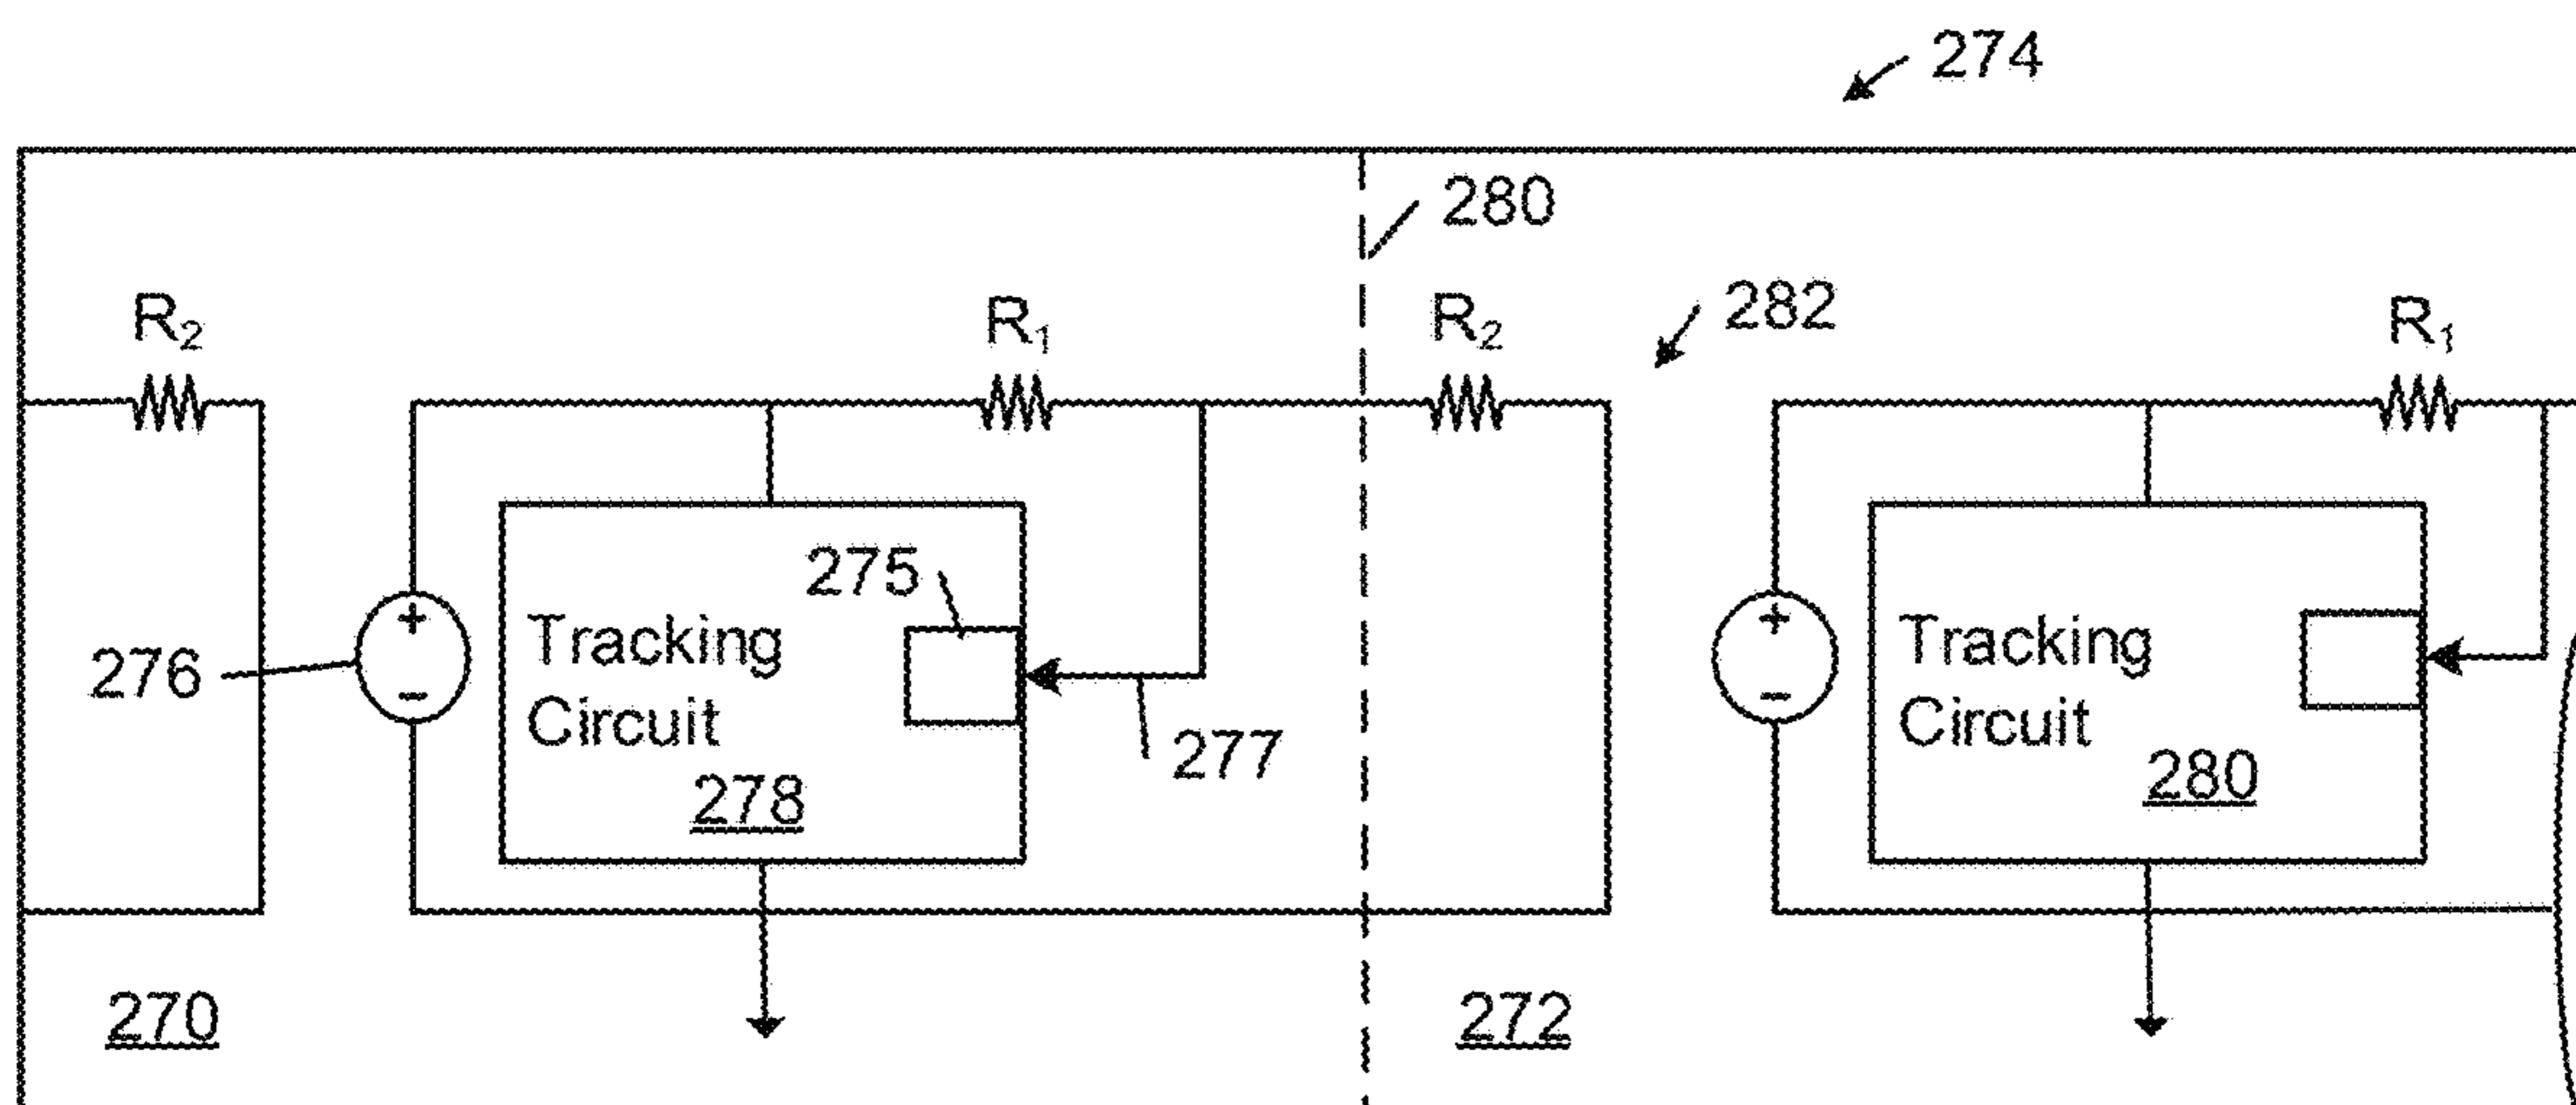 274
280
R₂
R₁
R₂
282
R₁
275
Tracking
Circuit
276
278
277
Tracking
Circuit
280
270
272